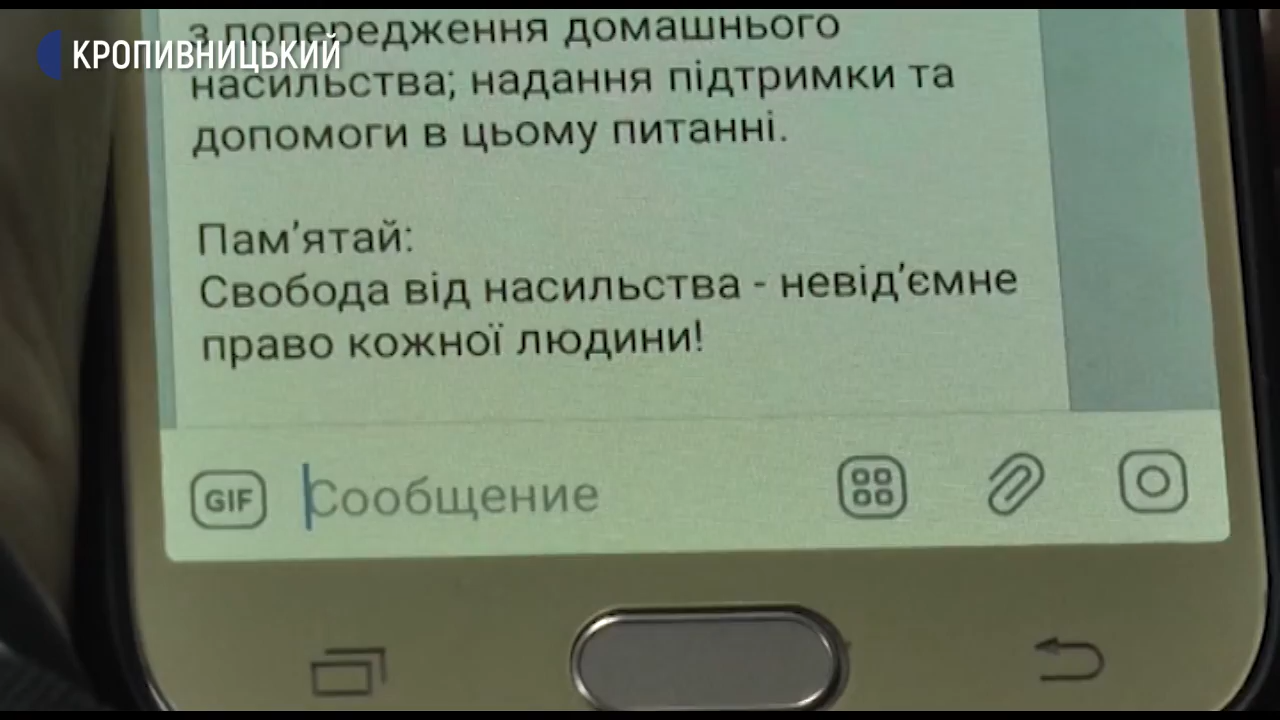 КРОПИВНИЦЬКИЙ
з попередження домашнього
насильства; надання підтримки та
допомоги в цьому питанні.
Пам’ятай:
Свобода від насильства - невід’ємне
право кожної людини!
GIF
Сообщение